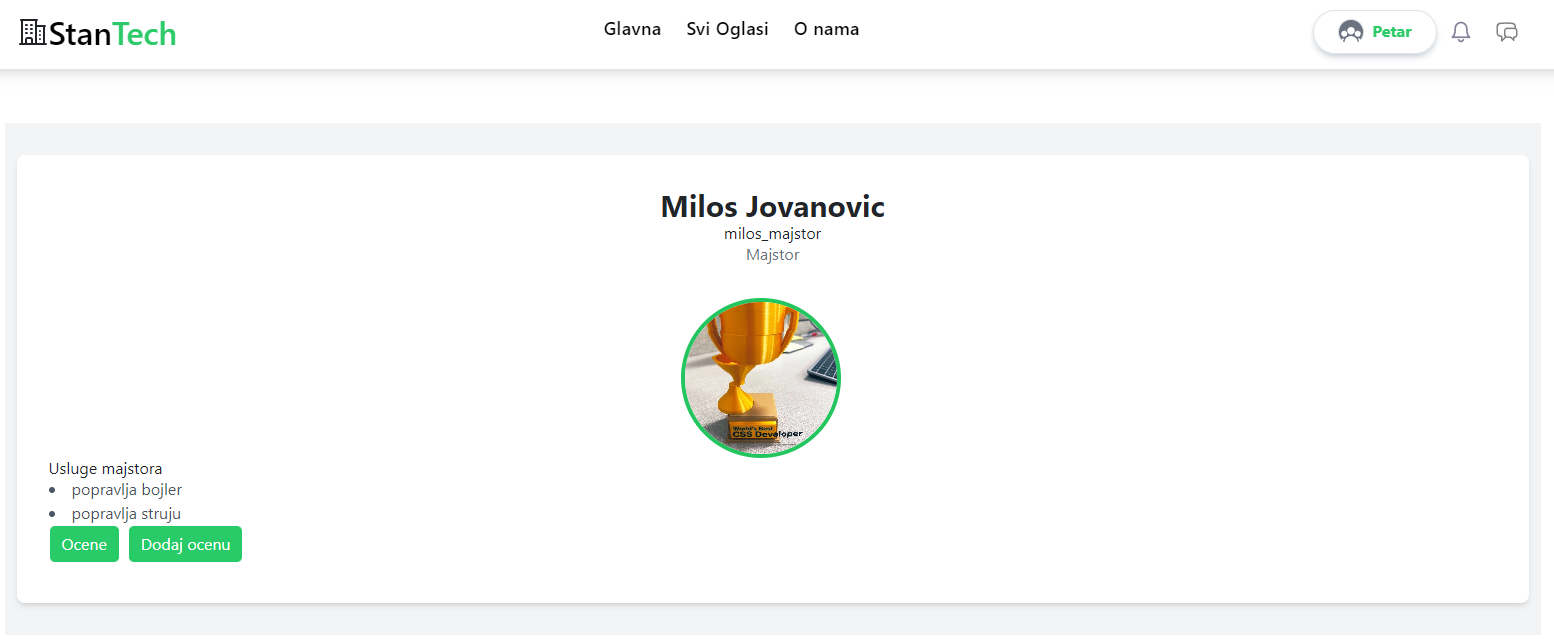 StanTech
Glavna Svi Oglasi O nama
Petar
Milos Jovanovic
milos_majstor
Majstor
World's Best
CSS Developer
Usluge majstora
popravlja bojler
popravlja struju
Ocene Dodaj ocenu